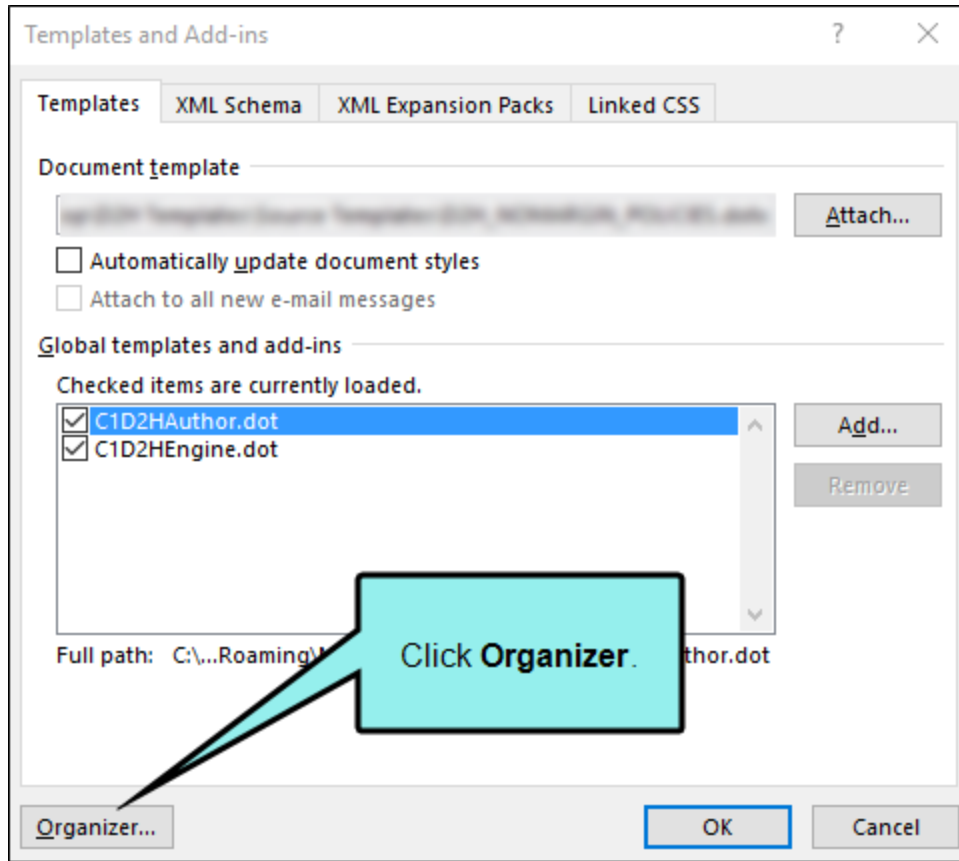 Templates and Add-ins ?
Templates XML Schema XML Expansion Packs Linked CSS
Document template
Attach...
Automatically update document styles
Attach to all new e-mail messages
Global templates and add-ins
Checked items are currently loaded.
C1D2HAuthor.dot
Add...
C1D2HEngine.dot
Remove
Click Organizer.
Full path: C:\...Roaming\ thor.dot
Organizer... OK Cancel